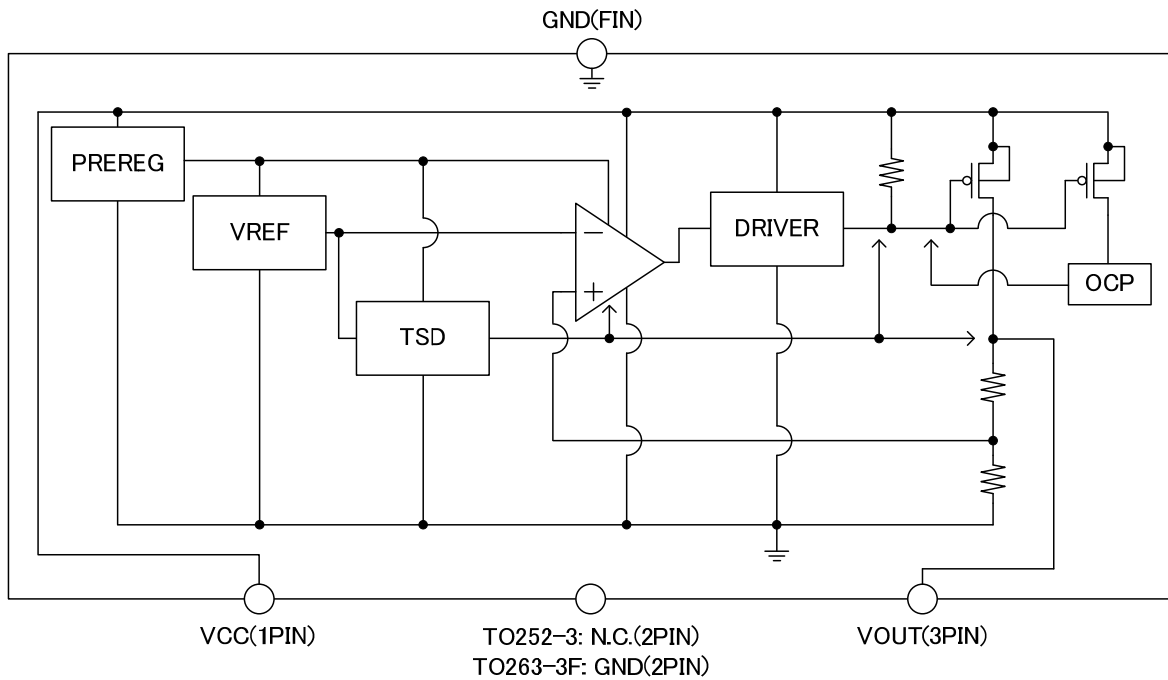 GND(FIN)
PREREG
VREF
DRIVER
−
+
OCP
TSD
VCC(1PIN)
TO252-3: N.C.(2PIN)
TO263-3F: GND(2PIN)
VOUT(3PIN)